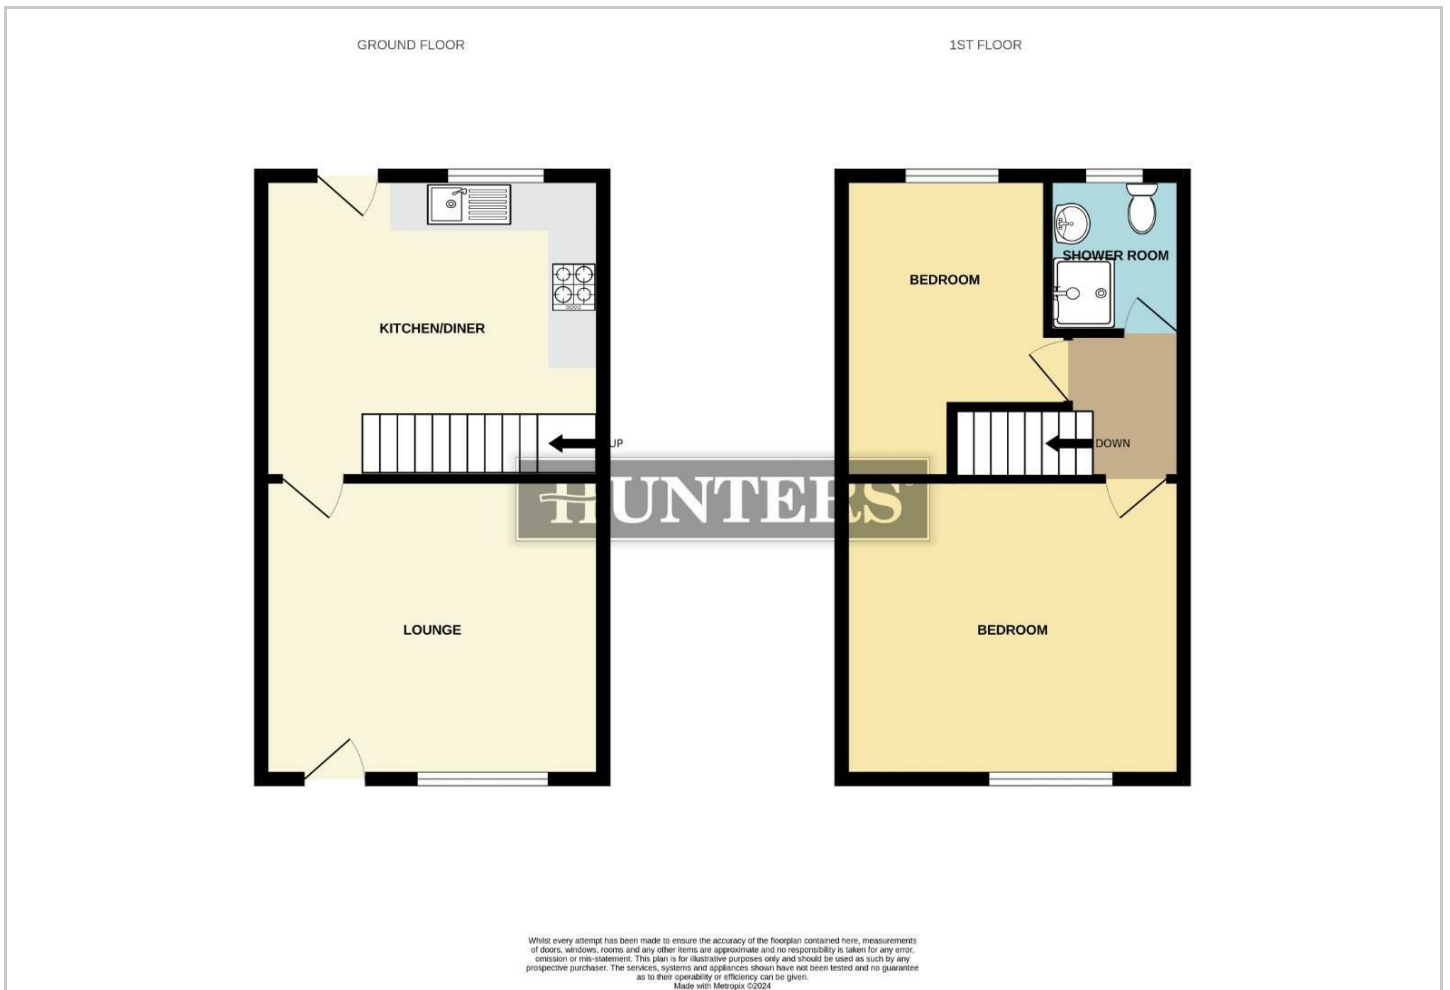 GROUND FLOOR
1ST FLOOR
BEDROOM
SHOWER ROOM
KITCHEN/DINER
UP
DOWN
HUNTERS
LOUNGE
BEDROOM
Whilst every attempt has been made to ensure the accuracy of the floorplan contained here, measurements
of doors, windows, rooms and any other items are approximate and no responsibility is taken for any error,
omission or mis-statement. This plan is for illustrative purposes only and should be used as such by any
prospective purchaser. The services, systems and appliances shown have not been tested and no guarantee
as to their operability or efficiency can be given.
Made with Metropix ©2024